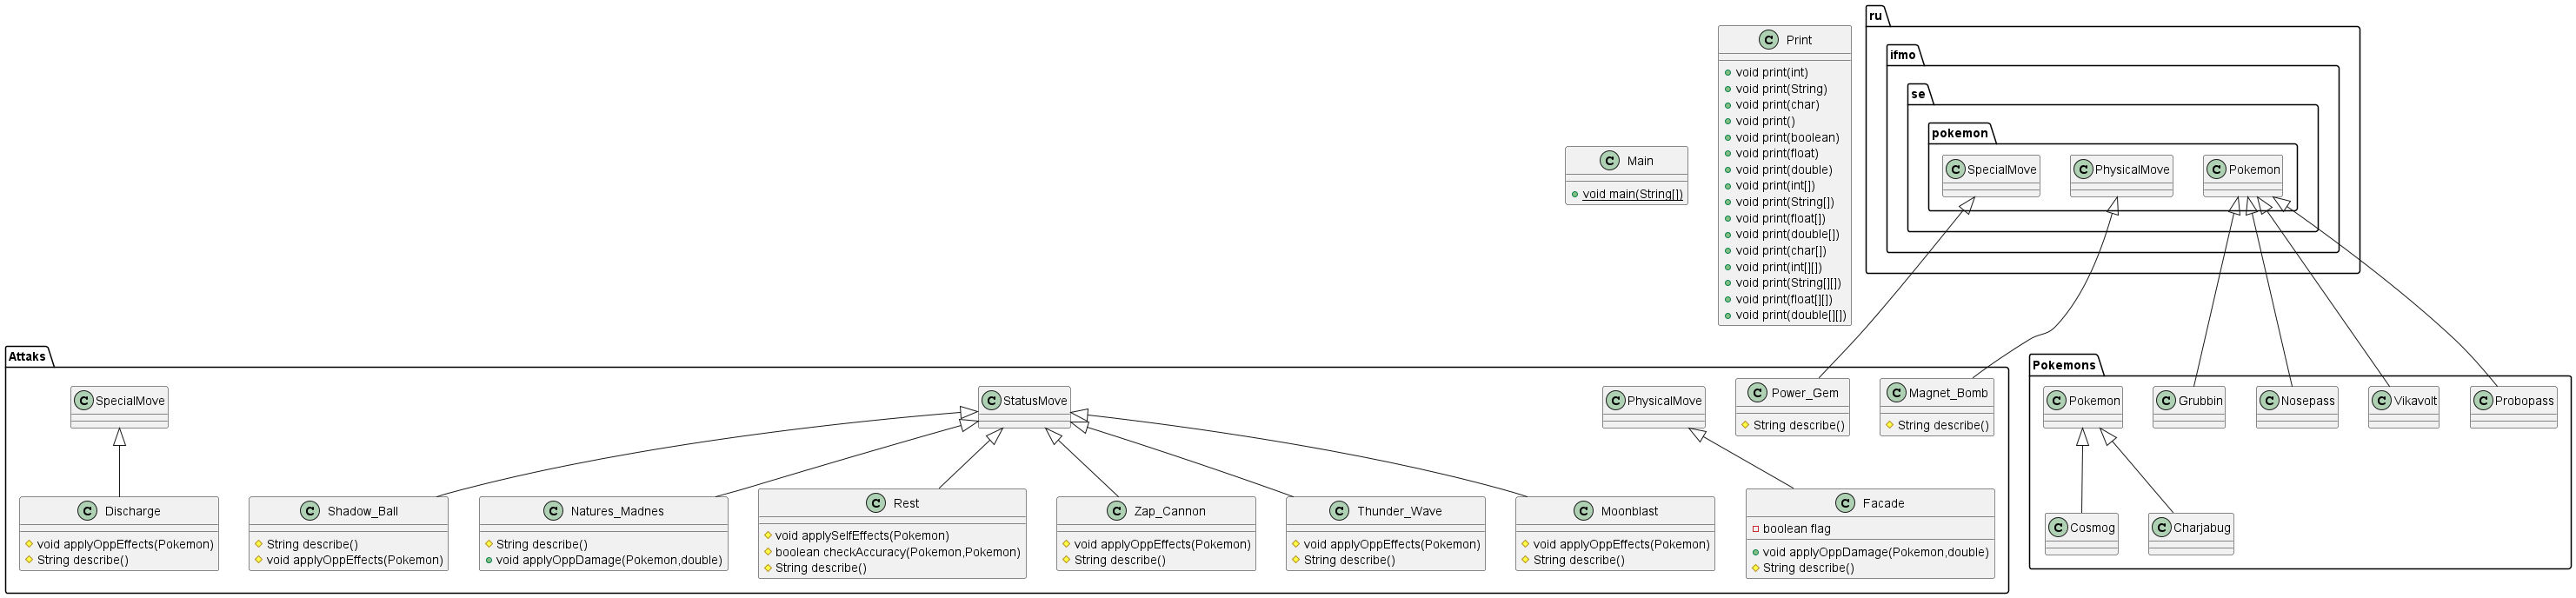 ru
ifmo
se
pokemon
C SpecialMove
C PhysicalMove
C Pokemon
C Print
void print(int)
void print(String)
void print(char)
void print()
void print(boolean)
void print(float)
void print(double)
void print(int[])
void print(String[])
void print(float[])
void print(double[])
void print(char[])
void print(int[][])
void print(String[][])
void print(float[][])
void print(double[][])
C Main
void main(String[])
Attaks
C SpecialMove
C StatusMove
C PhysicalMove
C Power_Gem
String describe()
C Magnet_Bomb
String describe()
C Discharge
void applyOppEffects(Pokemon)
String describe()
C Shadow_Ball
String describe()
void applyOppEffects(Pokemon)
C Natures_Madnes
String describe()
void applyOppDamage(Pokemon,double)
C Rest
void applySelfEffects(Pokemon)
boolean checkAccuracy(Pokemon,Pokemon)
String describe()
C Zap_Cannon
void applyOppEffects(Pokemon)
String describe()
C Thunder_Wave
void applyOppEffects(Pokemon)
String describe()
C Moonblast
void applyOppEffects(Pokemon)
String describe()
C Facade
boolean flag
void applyOppDamage(Pokemon,double)
String describe()
Pokemons
C Pokemon
C Grubbin
C Nosepass
C Vikavolt
C Probopass
C Cosmog
C Charjabug